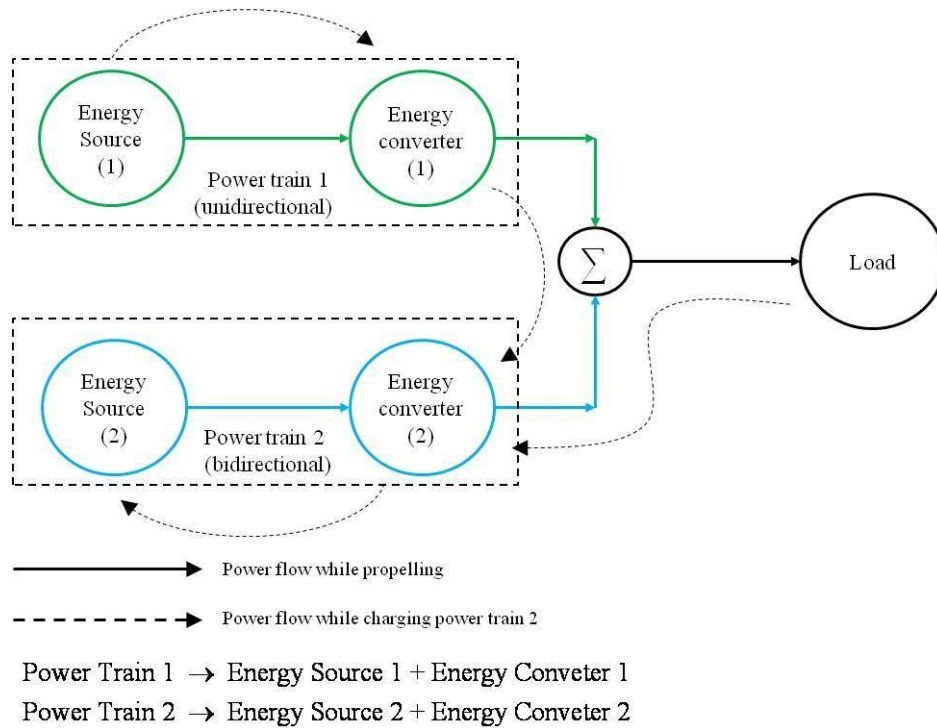 Energy
Source
(1)
Energy
converter
(1)
Power train 1
(unidirectional)
∑
Load
Energy
Source
(2)
Energy
converter
(2)
Power train 2
(bidirectional)
Power flow while propelling
Power flow while charging power train 2
Power Train 1 → Energy Source 1 + Energy Conveter 1
Power Train 2 → Energy Source 2 + Energy Conveter 2